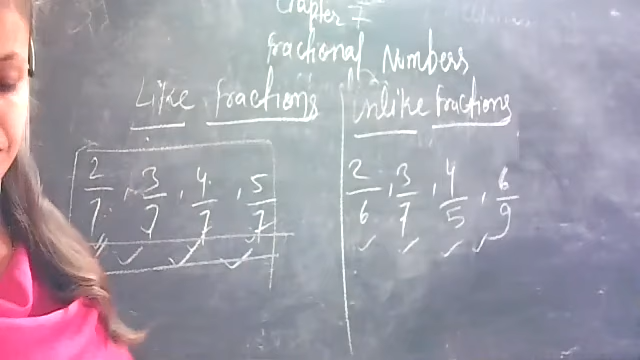 Chapter 7
Fractional Numbers
Like fractions
Unlike fractions
2/7, 3/7, 4/7, 5/7
2/6, 3/7, 4/5, 6/9